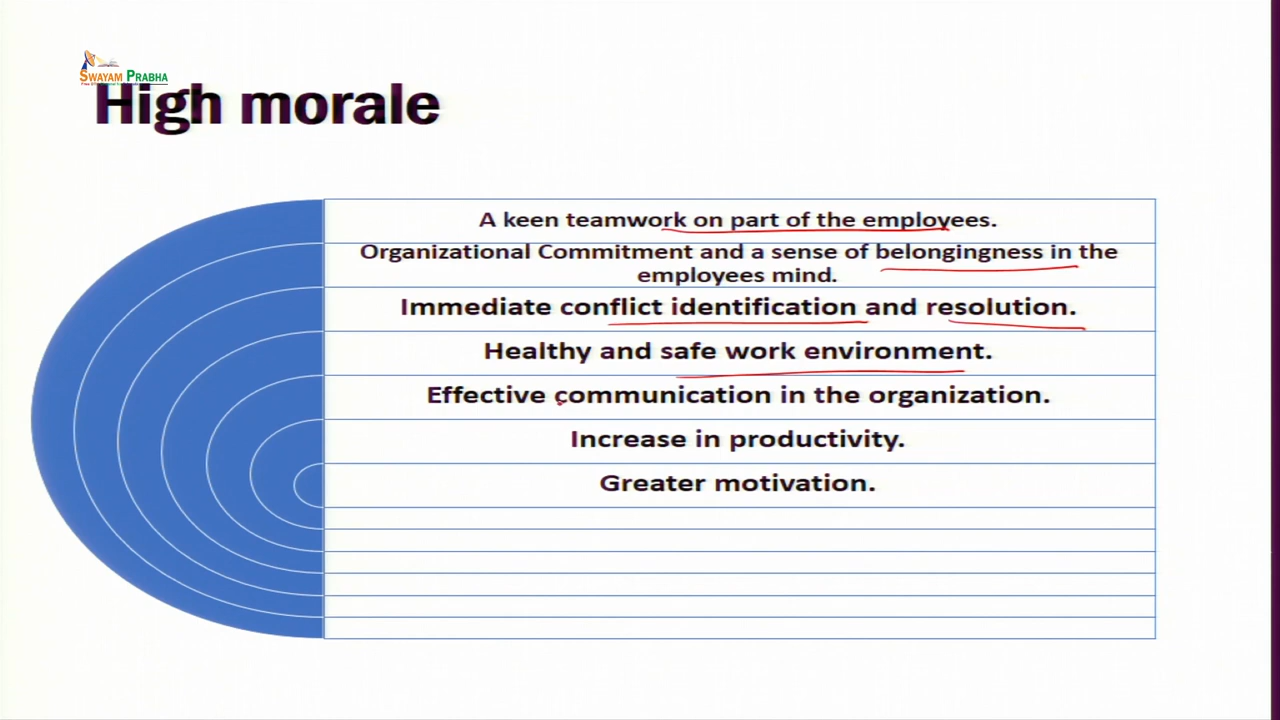 SWAYAM PRABHA
High morale
A keen teamwork on part of the employees.
Organizational Commitment and a sense of belongingness in the
employees mind.
Immediate conflict identification and resolution.
Healthy and safe work environment.
Effective communication in the organization.
Increase in productivity.
Greater motivation.